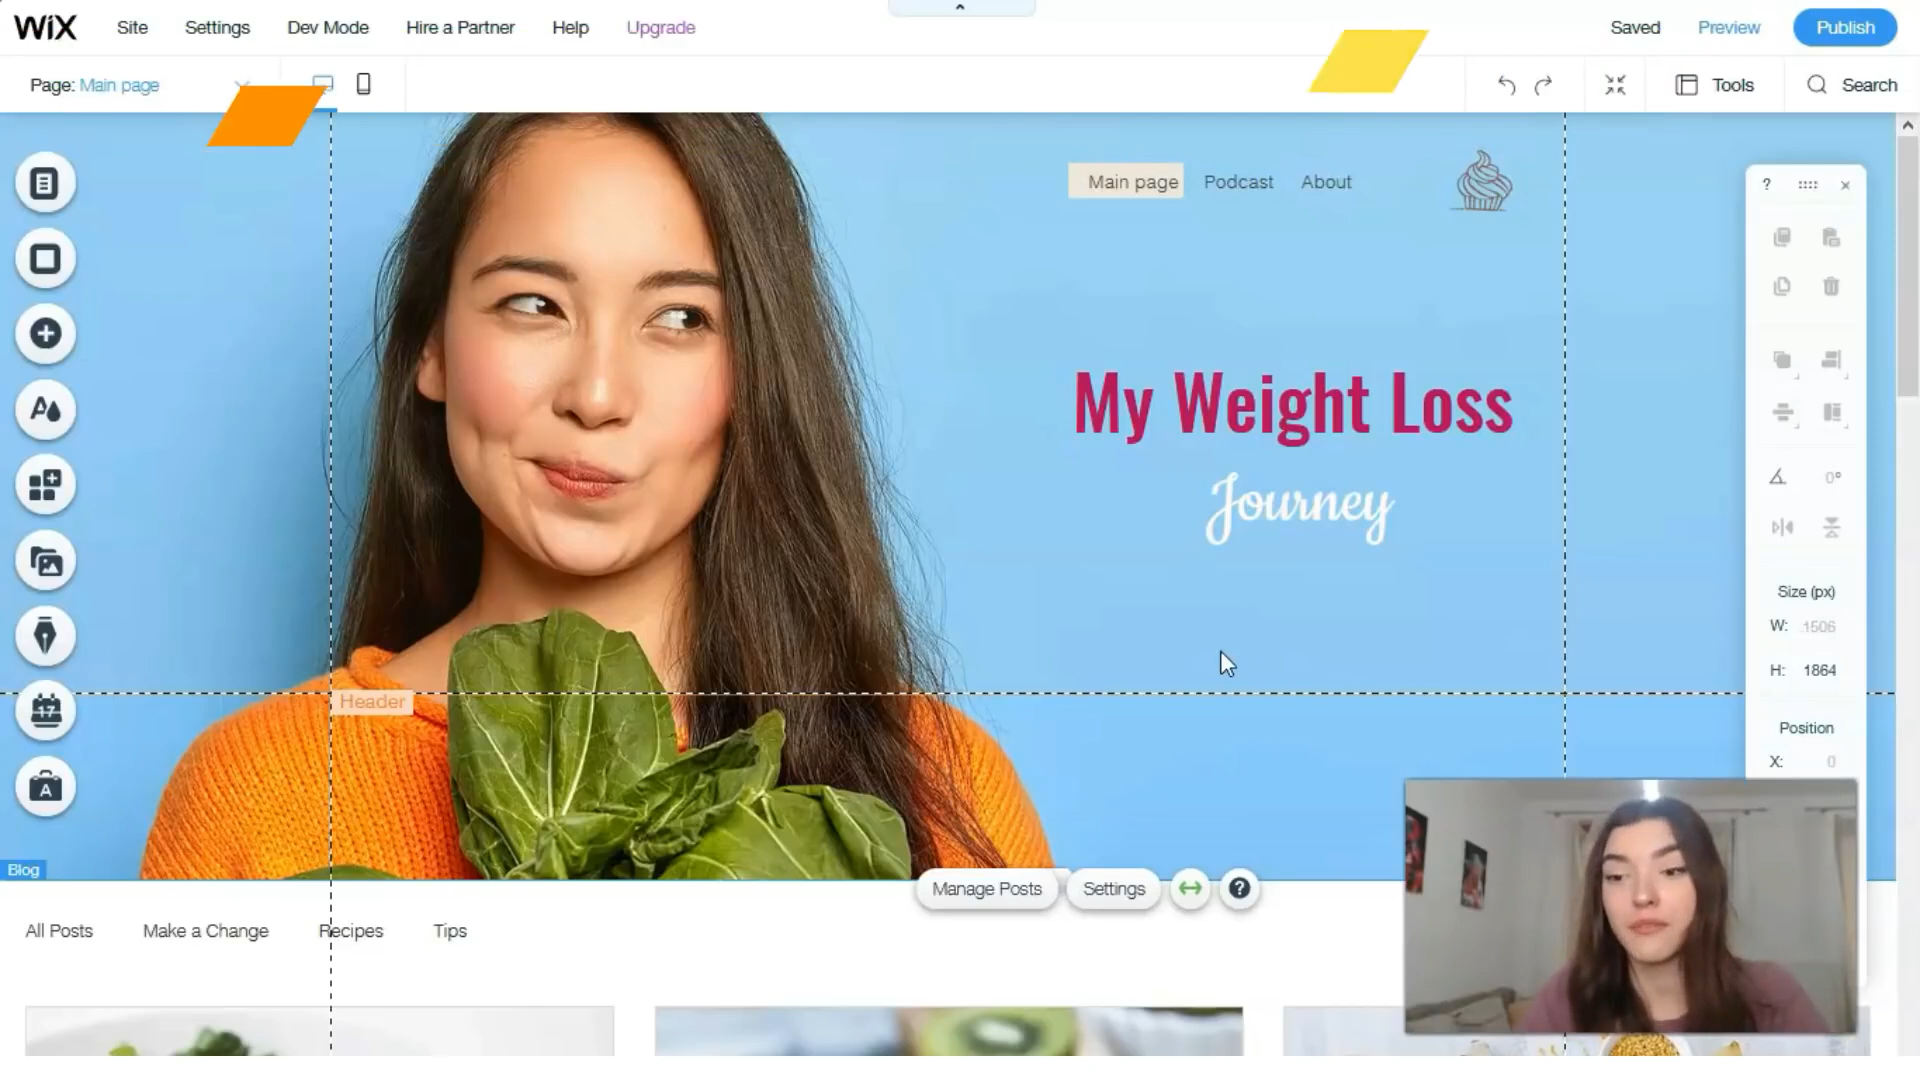 WiX Site Settings Dev Mode Hire a Partner Help Upgrade Saved Preview Publish
Page: Main page Tools Search
Main page Podcast About
? 
My Weight Loss
Journey
0°
Size (px)
W: 1506
H: 1864
Position
X: 0
Header
17
A
Blog
Manage Posts Settings ?
All Posts Make a Change Recipes Tips